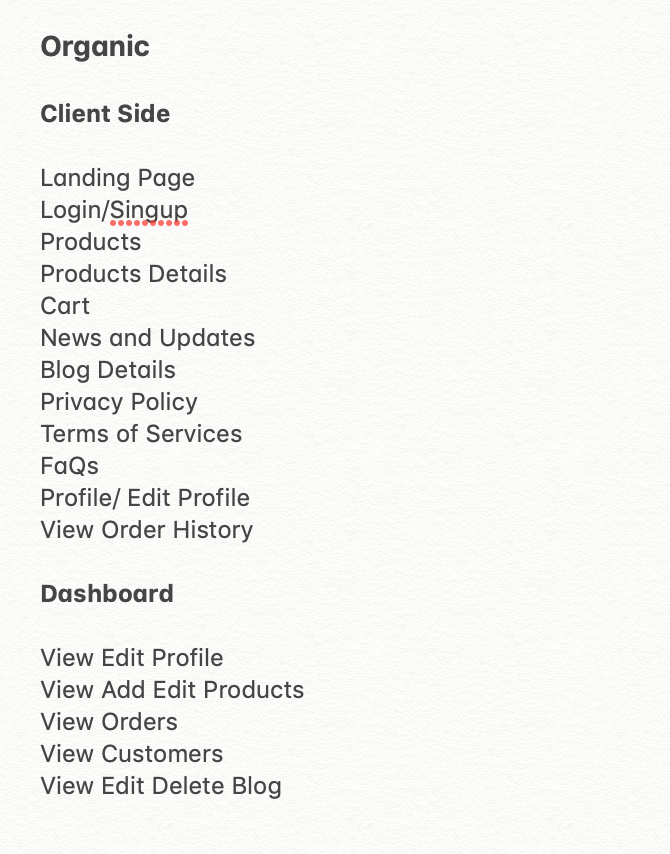 Organic
Client Side
Landing Page
Login/Singup
Products
Products Details
Cart
News and Updates
Blog Details
Privacy Policy
Terms of Services
FaQs
Profile/ Edit Profile
View Order History
Dashboard
View Edit Profile
View Add Edit Products
View Orders
View Customers
View Edit Delete Blog